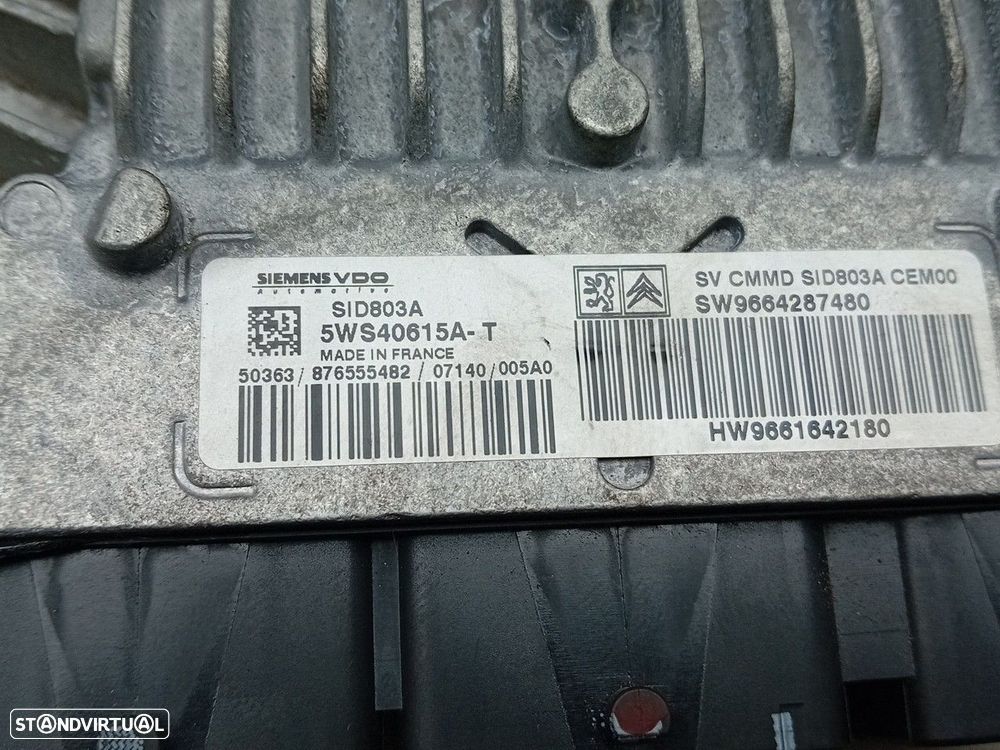 SIEMENS VDO
Automotive
SID803A
5WS40615A-T
MADE IN FRANCE
50363/876555482/07140/005A0
SV CMMD SID803A CEM00
SW9664287480
HW9661642180
STANDVIRTUAL